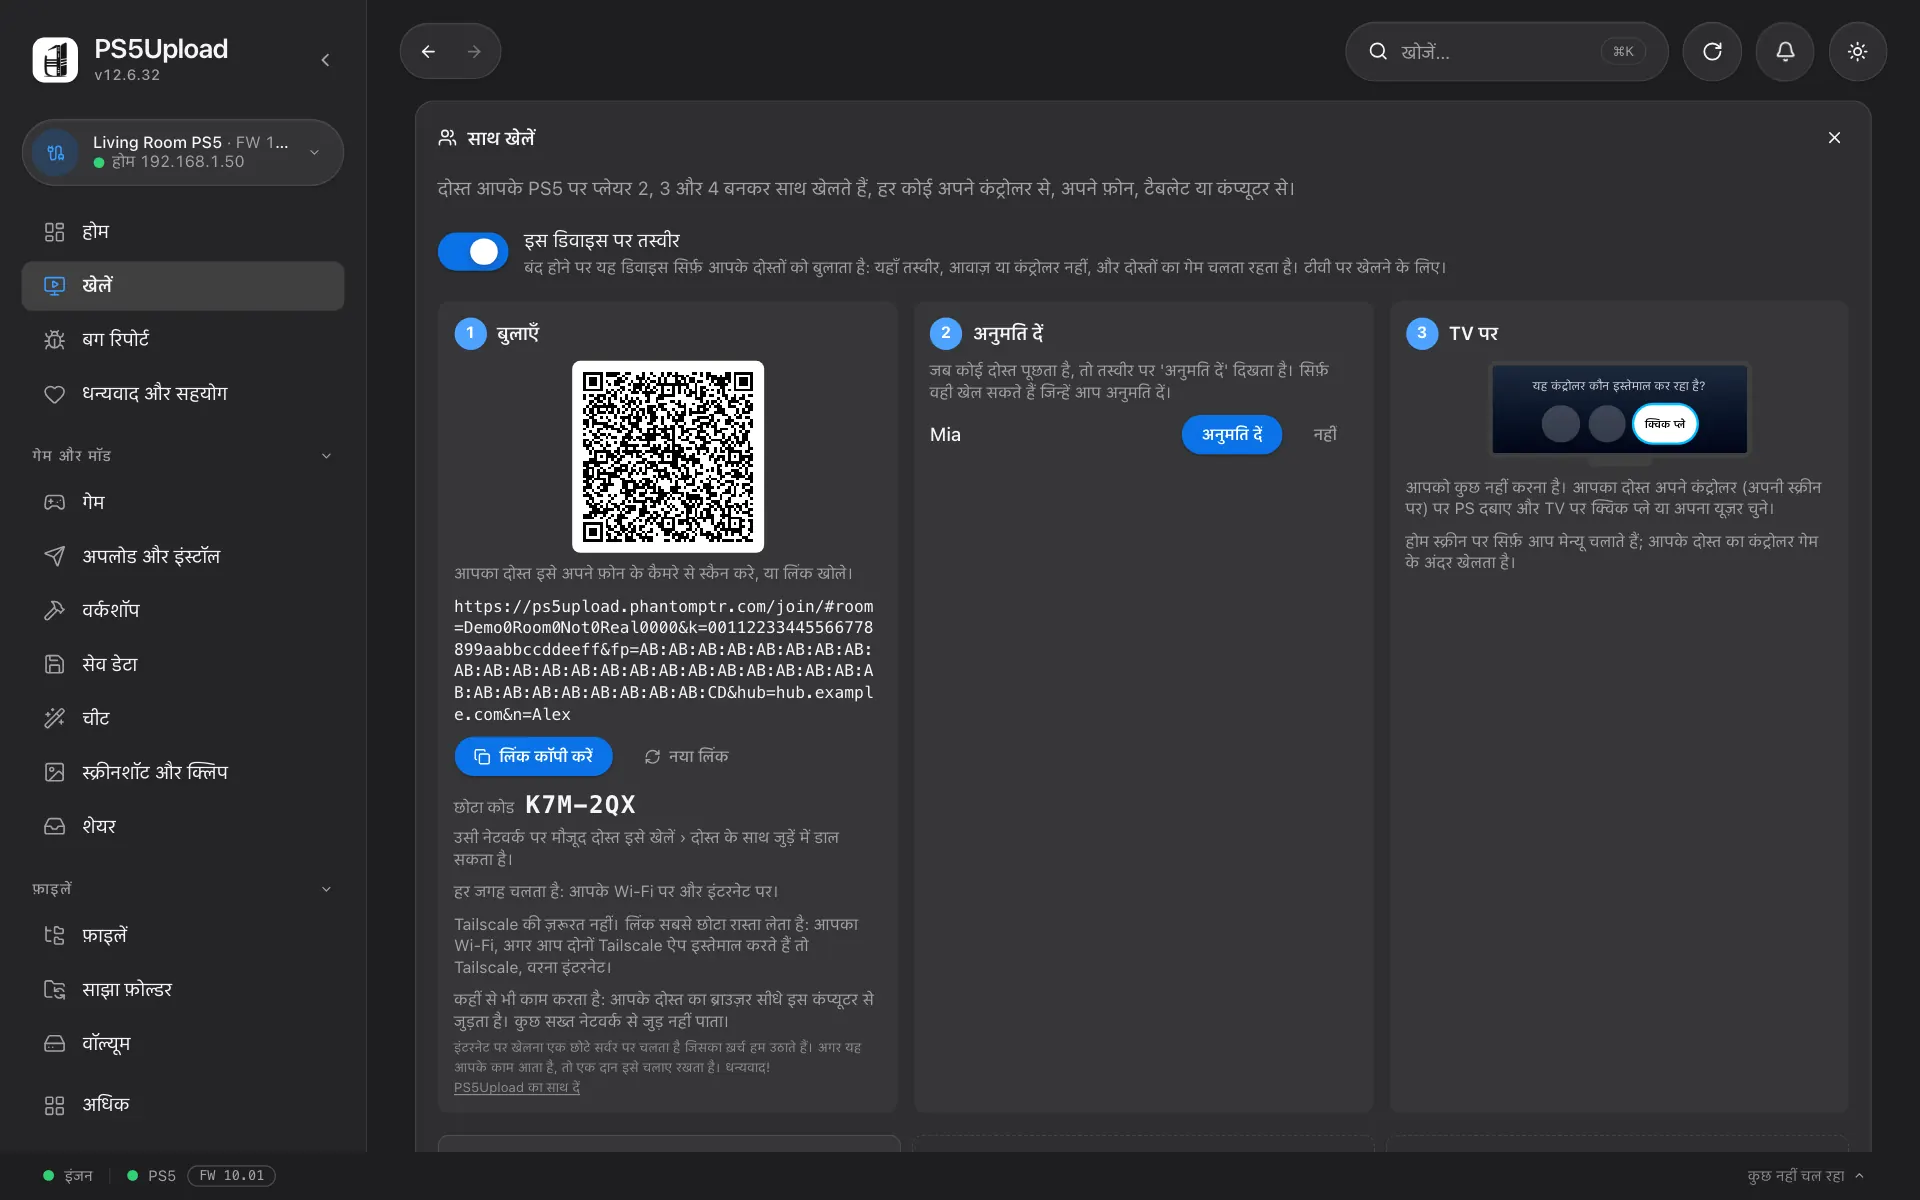 PS5Upload
v12.6.32
Living Room PS5 · FW 1...
होम 192.168.1.50
होम
खेलें
बग रिपोर्ट
धन्यवाद और सहयोग
गेम और मॉड
गेम
अपलोड और इंस्टॉल
वर्कशॉप
सेव डेटा
चीट
स्क्रीनशॉट और क्लिप
शेयर
फ़ाइलें
फ़ाइलें
साझा फ़ोल्डर
वॉल्यूम
अधिक
खोजें...
⌘K
साथ खेलें
दोस्त आपके PS5 पर प्लेयर 2, 3 और 4 बनकर साथ खेलते हैं, हर कोई अपने कंट्रोलर से, अपने फ़ोन, टैबलेट या कंप्यूटर से।
इस डिवाइस पर तस्वीर
बंद होने पर यह डिवाइस सिर्फ़ आपके दोस्तों को बुलाता है: यहाँ तस्वीर, आवाज़ या कंट्रोलर नहीं, और दोस्तों का गेम चलता रहता है। टीवी पर खेलने के लिए।
1 बुलाएँ
आपका दोस्त इसे अपने फ़ोन के कैमरे से स्कैन करे, या लिंक खोले।
https://ps5upload.phantomptr.com/join/#room
=Demo0Room0Not0Real0000&k=00112233445566778
899aabbccddeeff&fp=AB:AB:AB:AB:AB:AB:AB:AB:
AB:AB:AB:AB:AB:AB:AB:AB:AB:AB:AB:AB:AB:AB:A
B:AB:AB:AB:AB:AB:AB:AB:AB:CD&hub=hub.exampl
e.com&n=Alex
लिंक कॉपी करें
नया लिंक
छोटा कोड K7M-2QX
उसी नेटवर्क पर मौजूद दोस्त इसे खेलें › दोस्त के साथ जुड़ें में डाल
सकता है।
हर जगह चलता है: आपके Wi-Fi पर और इंटरनेट पर।
Tailscale की ज़रूरत नहीं। लिंक सबसे छोटा रास्ता लेता है: आपका
Wi-Fi, अगर आप दोनों Tailscale ऐप इस्तेमाल करते हैं तो
Tailscale, वरना इंटरनेट।
कहीं से भी काम करता है: आपके दोस्त का ब्राउज़र सीधे इस कंप्यूटर से
जुड़ता है। कुछ सख्त नेटवर्क से जुड़ नहीं पाता।
इंटरनेट पर खेलना एक छोटे सर्वर पर चलता है जिसका ख़र्च हम उठाते हैं। अगर यह
आपके काम आता है, तो एक दान इसे चलाए रखता है। धन्यवाद!
PS5Upload का साथ दें
2 अनुमति दें
जब कोई दोस्त पूछता है, तो तस्वीर पर 'अनुमति दें' दिखता है। सिर्फ़
वही खेल सकते हैं जिन्हें आप अनुमति दें।
Mia
अनुमति दें
नहीं
3 TV पर
यह कंट्रोलर कौन इस्तेमाल कर रहा है?
क्विक प्ले
आपको कुछ नहीं करना है। आपका दोस्त अपने कंट्रोलर (अपनी स्क्रीन
पर) पर PS दबाए और TV पर क्विक प्ले या अपना यूज़र चुने।
होम स्क्रीन पर सिर्फ़ आप मेन्यू चलाते हैं; आपके दोस्त का कंट्रोलर गेम
के अंदर खेलता है।
इंजन
PS5
FW 10.01
कुछ नहीं चल रहा